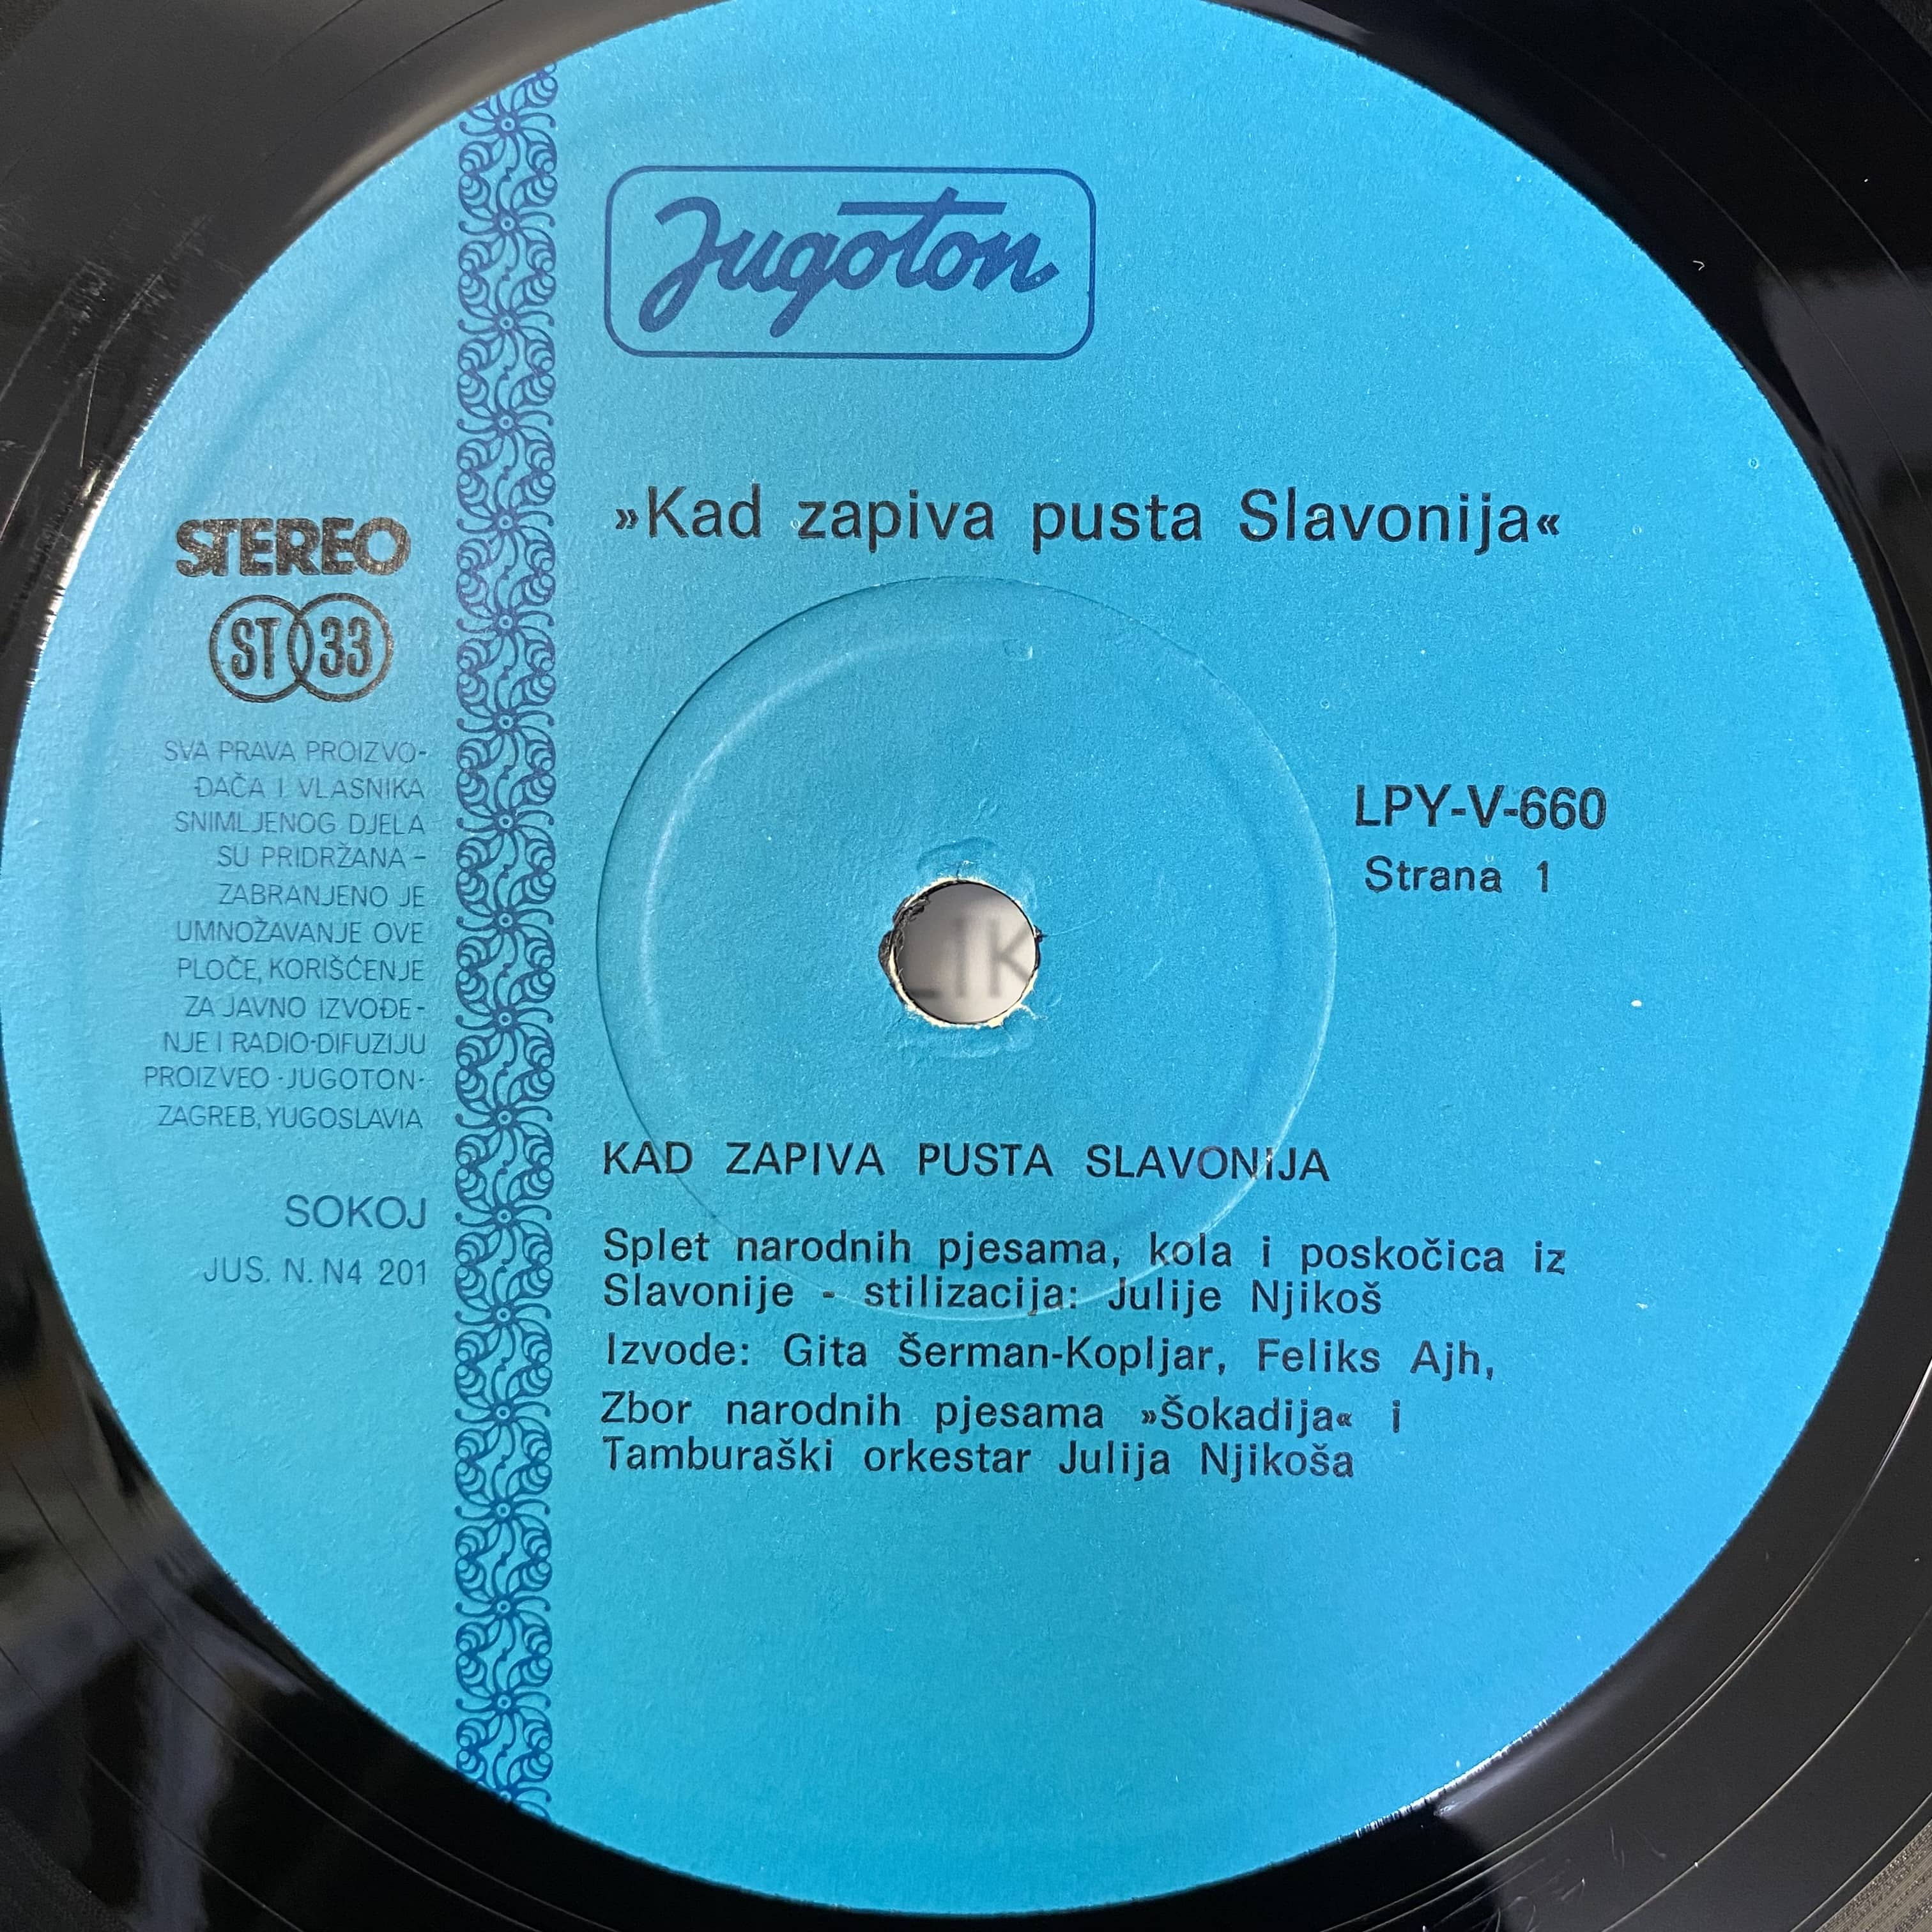 Jugoton
»Kad zapiva pusta Slavonija«
STEREO
ST 33
SVA PRAVA PROIZVO-
ĐAČA I VLASNIKA
SNIMLJENOG DJELA
SU PRIDRŽANA –
ZABRANJENO JE
UMNOŽAVANJE OVE
PLOČE, KORIŠĆENJE
ZA JAVNO IZVOĐE-
NJE I RADIO-DIFUZIJU
PROIZVEO ·JUGOTON·
ZAGREB, YUGOSLAVIA
SOKOJ
JUS. N. N4 201
LPY-V-660
Strana 1
KAD ZAPIVA PUSTA SLAVONIJA
Splet narodnih pjesama, kola i poskočica iz
Slavonije - stilizacija: Julije Njikoš
Izvode: Gita Šerman-Kopljar, Feliks Ajh,
Zbor narodnih pjesama »Šokadija« i
Tamburaški orkestar Julija Njikoša